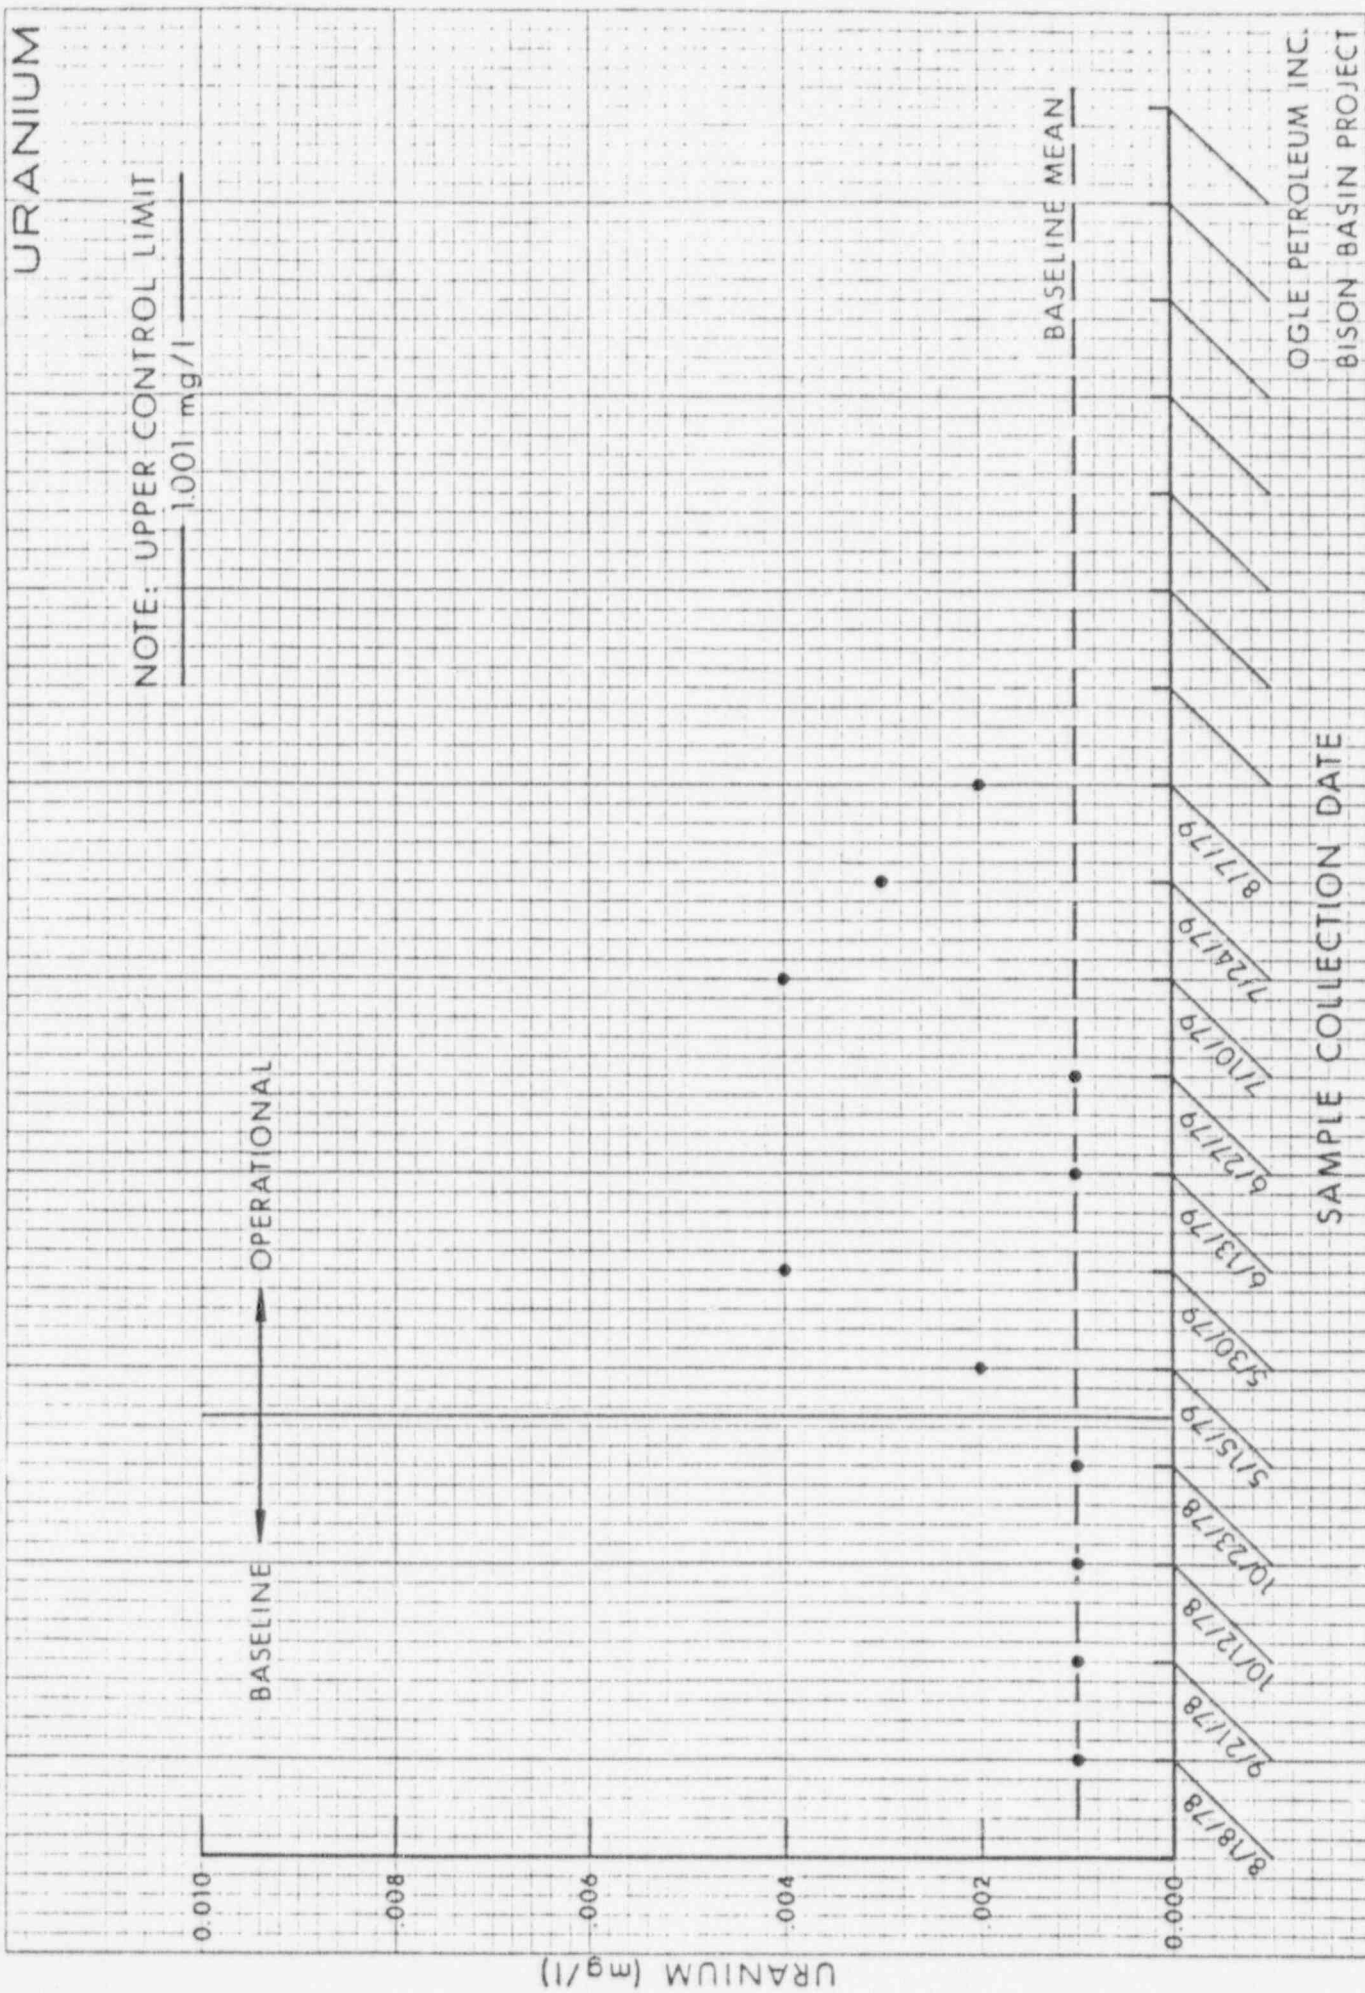 URANIUM
NOTE: UPPER CONTROL LIMIT
1.001 mg/l
BASELINE
OPERATIONAL
URANIUM (mg/l)
0.010
.008
.006
.004
.002
0.000
BASELINE MEAN
8/18/78
9/21/78
10/12/78
10/23/78
5/15/79
5/30/79
6/13/79
6/27/79
7/10/79
7/24/79
8/7/79
SAMPLE COLLECTION DATE
OGLE PETROLEUM INC.
BISON BASIN PROJECT